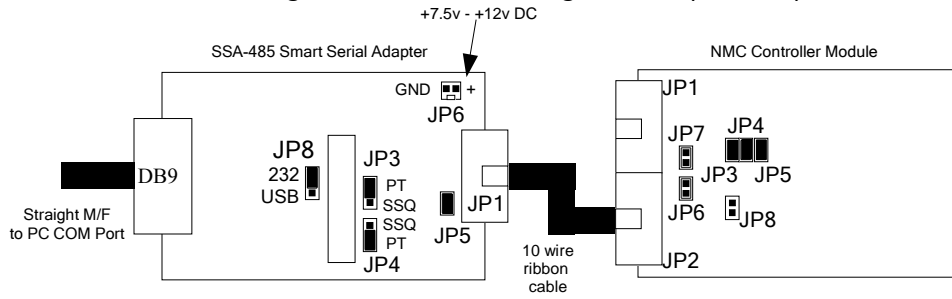 +7.5v - +12v DC
SSA-485 Smart Serial Adapter
NMC Controller Module
GND
+
JP6
JP8
232
USB
JP3
PT
SSQ
SSQ
PT
JP4
JP5
JP1
DB9
Straight M/F
to PC COM Port
10 wire
ribbon
cable
JP1
JP7
JP4
JP3
JP5
JP6
JP8
JP2